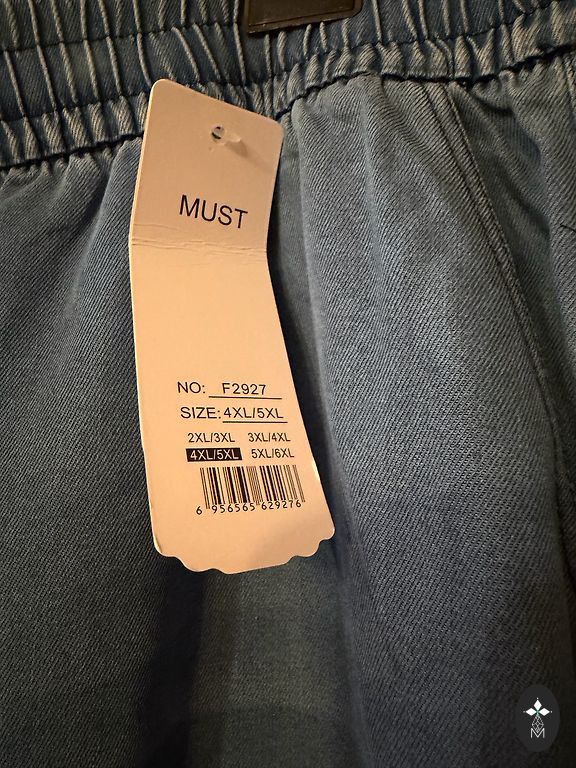 MUST
NO: F2927
SIZE: 4XL/5XL
2XL/3XL 3XL/4XL
4XL/5XL 5XL/6XL
6 956565 629276
M